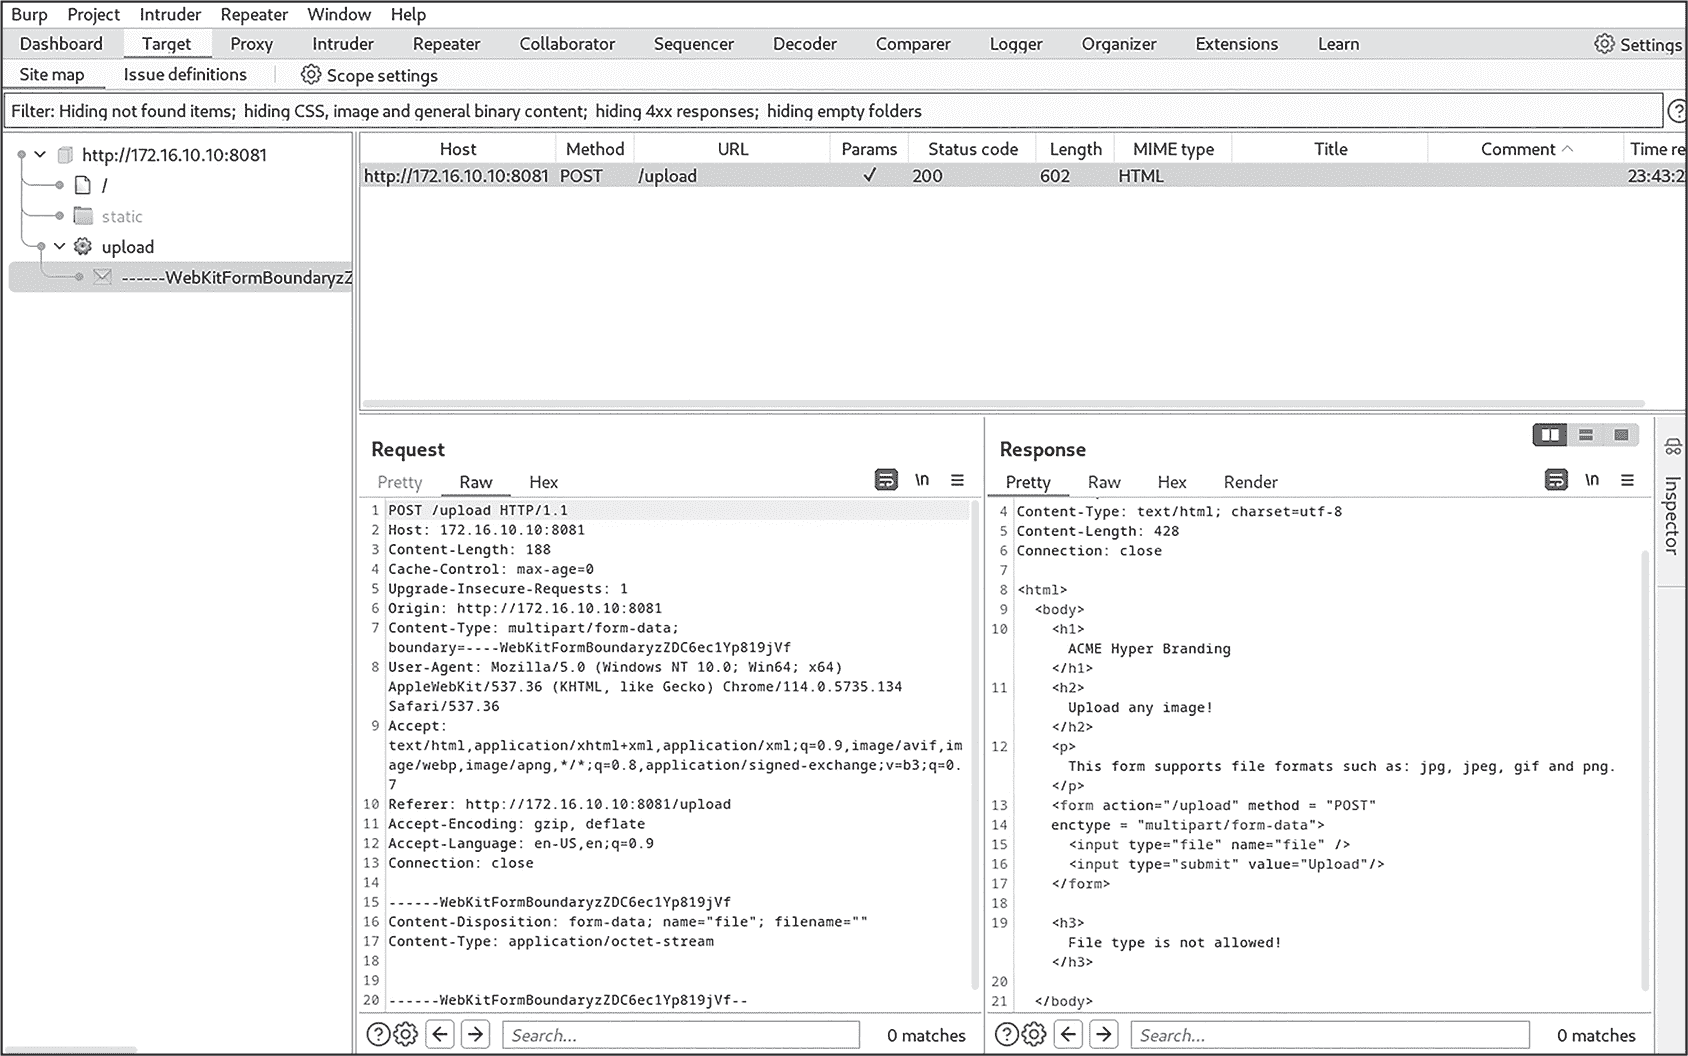 Burp Project Intruder Repeater Window Help
Dashboard Target Proxy Intruder Repeater Collaborator Sequencer Decoder Comparer Logger Organizer Extensions Learn Settings
Site map Issue definitions Scope settings
Filter: Hiding not found items; hiding CSS, image and general binary content; hiding 4xx responses; hiding empty folders
http://172.16.10.10:8081
/
static
upload
------WebKitFormBoundaryzZ
Host Method URL Params Status code Length MIME type Title Comment Time re
http://172.16.10.10:8081 POST /upload ✓ 200 602 HTML 23:43:2
Request
Pretty Raw Hex \n
1 POST /upload HTTP/1.1
2 Host: 172.16.10.10:8081
3 Content-Length: 188
4 Cache-Control: max-age=0
5 Upgrade-Insecure-Requests: 1
6 Origin: http://172.16.10.10:8081
7 Content-Type: multipart/form-data;
boundary=----WebKitFormBoundaryzZDC6ec1Yp819jVf
8 User-Agent: Mozilla/5.0 (Windows NT 10.0; Win64; x64)
AppleWebKit/537.36 (KHTML, like Gecko) Chrome/114.0.5735.134
Safari/537.36
9 Accept:
text/html,application/xhtml+xml,application/xml;q=0.9,image/avif,im
age/webp,image/apng,*/*;q=0.8,application/signed-exchange;v=b3;q=0.
7
10 Referer: http://172.16.10.10:8081/upload
11 Accept-Encoding: gzip, deflate
12 Accept-Language: en-US,en;q=0.9
13 Connection: close
14
15 ------WebKitFormBoundaryzZDC6ec1Yp819jVf
16 Content-Disposition: form-data; name="file"; filename=""
17 Content-Type: application/octet-stream
18
19
20 ------WebKitFormBoundaryzZDC6ec1Yp819jVf--
Search... 0 matches
Response
Pretty Raw Hex Render \n
4 Content-Type: text/html; charset=utf-8
5 Content-Length: 428
6 Connection: close
7
8 <html>
9 <body>
10 <h1>
ACME Hyper Branding
</h1>
11 <h2>
Upload any image!
</h2>
12 <p>
This form supports file formats such as: jpg, jpeg, gif and png.
</p>
13 <form action="/upload" method = "POST"
14 enctype = "multipart/form-data">
15 <input type="file" name="file" />
16 <input type="submit" value="Upload"/>
17 </form>
18
19 <h3>
File type is not allowed!
</h3>
20
21 </body>
Search... 0 matches
Inspector